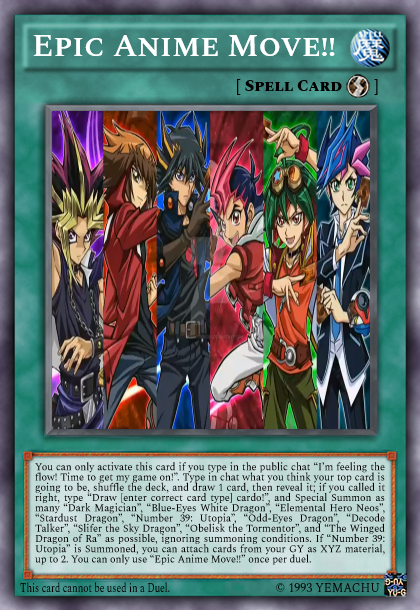 EPIC ANIME MOVE!!
魔
[ SPELL CARD ]
You can only activate this card if you type in the public chat “I’m feeling the
flow! Time to get my game on!”. Type in chat what you think your top card is
going to be, shuffle the deck, and draw 1 card, then reveal it; if you called it
right, type “Draw [enter correct card type] cardo!”, and Special Summon as
many “Dark Magician”, “Blue-Eyes White Dragon”, “Elemental Hero Neos”,
“Stardust Dragon”, “Number 39: Utopia”, “Odd-Eyes Dragon”, “Decode
Talker”, “Slifer the Sky Dragon”, “Obelisk the Tormentor”, and “The Winged
Dragon of Ra” as possible, ignoring summoning conditions. If “Number 39:
Utopia” is Summoned, you can attach cards from your GY as XYZ material,
up to 2. You can only use “Epic Anime Move!!” once per duel.
This card cannot be used in a Duel.
© 1993 YEMACHU